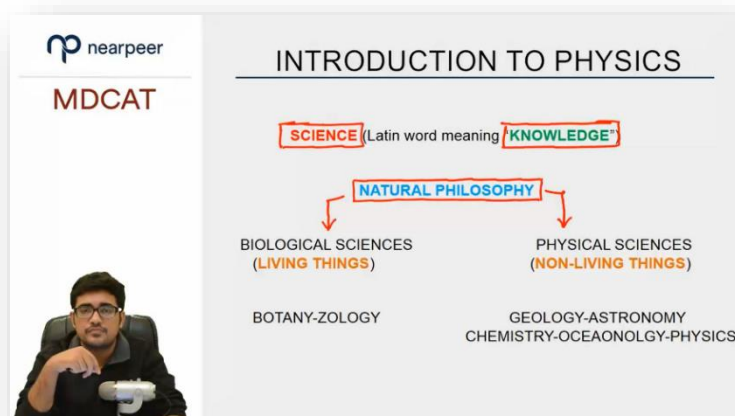 nearpeer
MDCAT
INTRODUCTION TO PHYSICS
SCIENCE (Latin word meaning "KNOWLEDGE")
NATURAL PHILOSOPHY
BIOLOGICAL SCIENCES
(LIVING THINGS)
PHYSICAL SCIENCES
(NON-LIVING THINGS)
BOTANY-ZOLOGY
GEOLOGY-ASTRONOMY
CHEMISTRY-OCEAONOLGY-PHYSICS